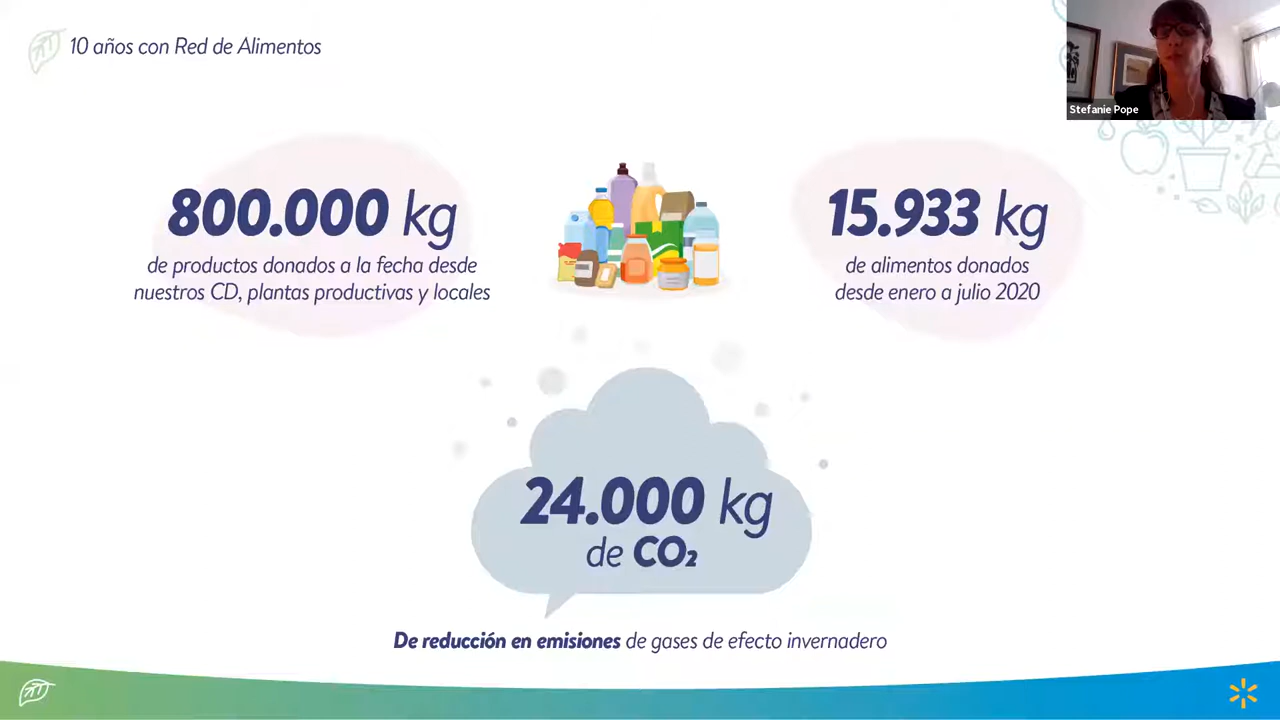 10 años con Red de Alimentos
Stefanie Pope
800.000 kg
de productos donados a la fecha desde
nuestros CD, plantas productivas y locales
15.933 kg
de alimentos donados
desde enero a julio 2020
24.000 kg
de CO₂
De reducción en emisiones de gases de efecto invernadero